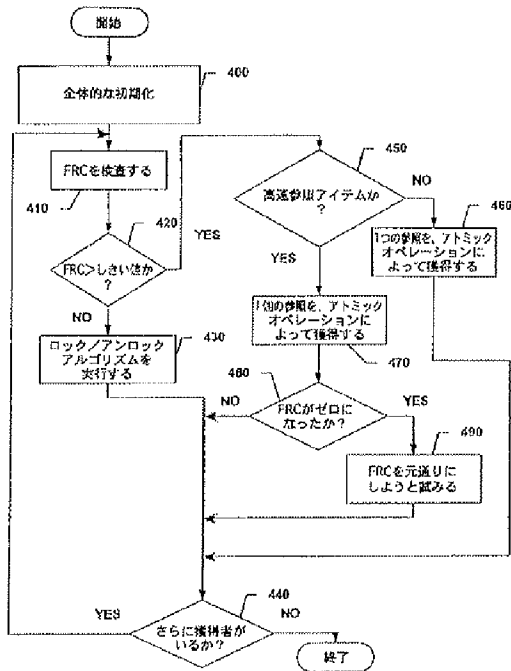 開始
400
全体的な初期化
FRCを検査する
410
420
FRC>しきい値か
?
YES
NO
430
ロック/アンロック
アルゴリズムを
実行する
450
高速参照アイテムか
?
NO
YES
460
1つの参照を、アトミック
オペレーションに
よって獲得する
1個の参照を、アトミック
オペレーションに
よって獲得する
470
460
FRCがゼロに
なったか?
NO
YES
490
FRCを元通りに
しようと試みる
440
さらに獲得者が
いるか?
YES
NO
終了